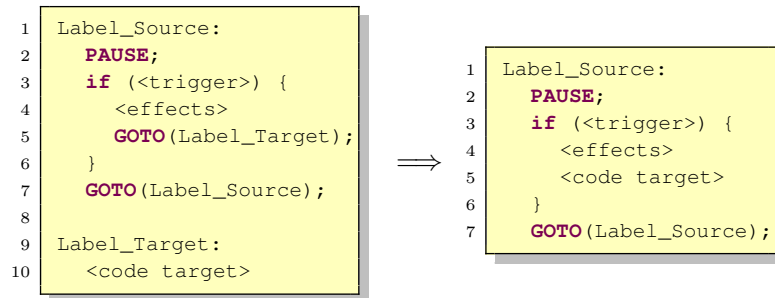 1 Label_Source:
2 PAUSE;
3 if (<trigger>) {
4 <effects>
5 GOTO(Label_Target);
6 }
7 GOTO(Label_Source);
8
9 Label_Target:
10 <code target>
⟹
1 Label_Source:
2 PAUSE;
3 if (<trigger>) {
4 <effects>
5 <code target>
6 }
7 GOTO(Label_Source);